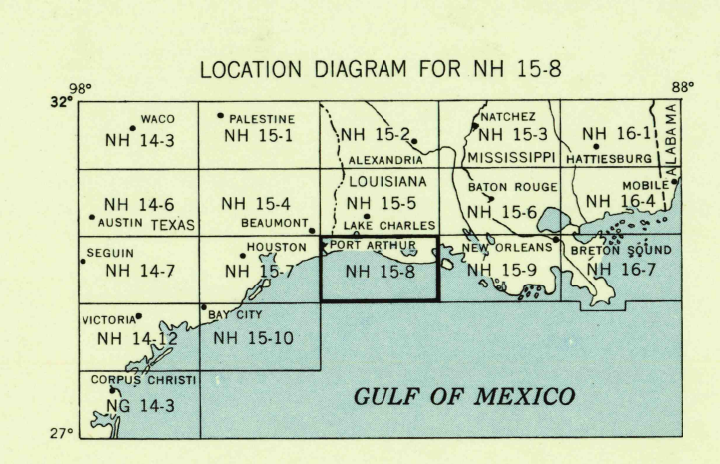 LOCATION DIAGRAM FOR NH 15-8
98°
88°
32°
WACO
NH 14-3
PALESTINE
NH 15-1
NH 15-2
ALEXANDRIA
NATCHEZ
NH 15-3
MISSISSIPPI
NH 16-1
HATTIESBURG
ALABAMA
NH 14-6
AUSTIN TEXAS
NH 15-4
BEAUMONT
LOUISIANA
NH 15-5
LAKE CHARLES
BATON ROUGE
NH 15-6
MOBILE
NH 16-4
SEGUIN
NH 14-7
HOUSTON
NH 15-7
PORT ARTHUR
NH 15-8
NEW ORLEANS
NH 15-9
BRETON SOUND
NH 16-7
VICTORIA
NH 14-12
BAY CITY
NH 15-10
CORPUS CHRISTI
NG 14-3
GULF OF MEXICO
27°